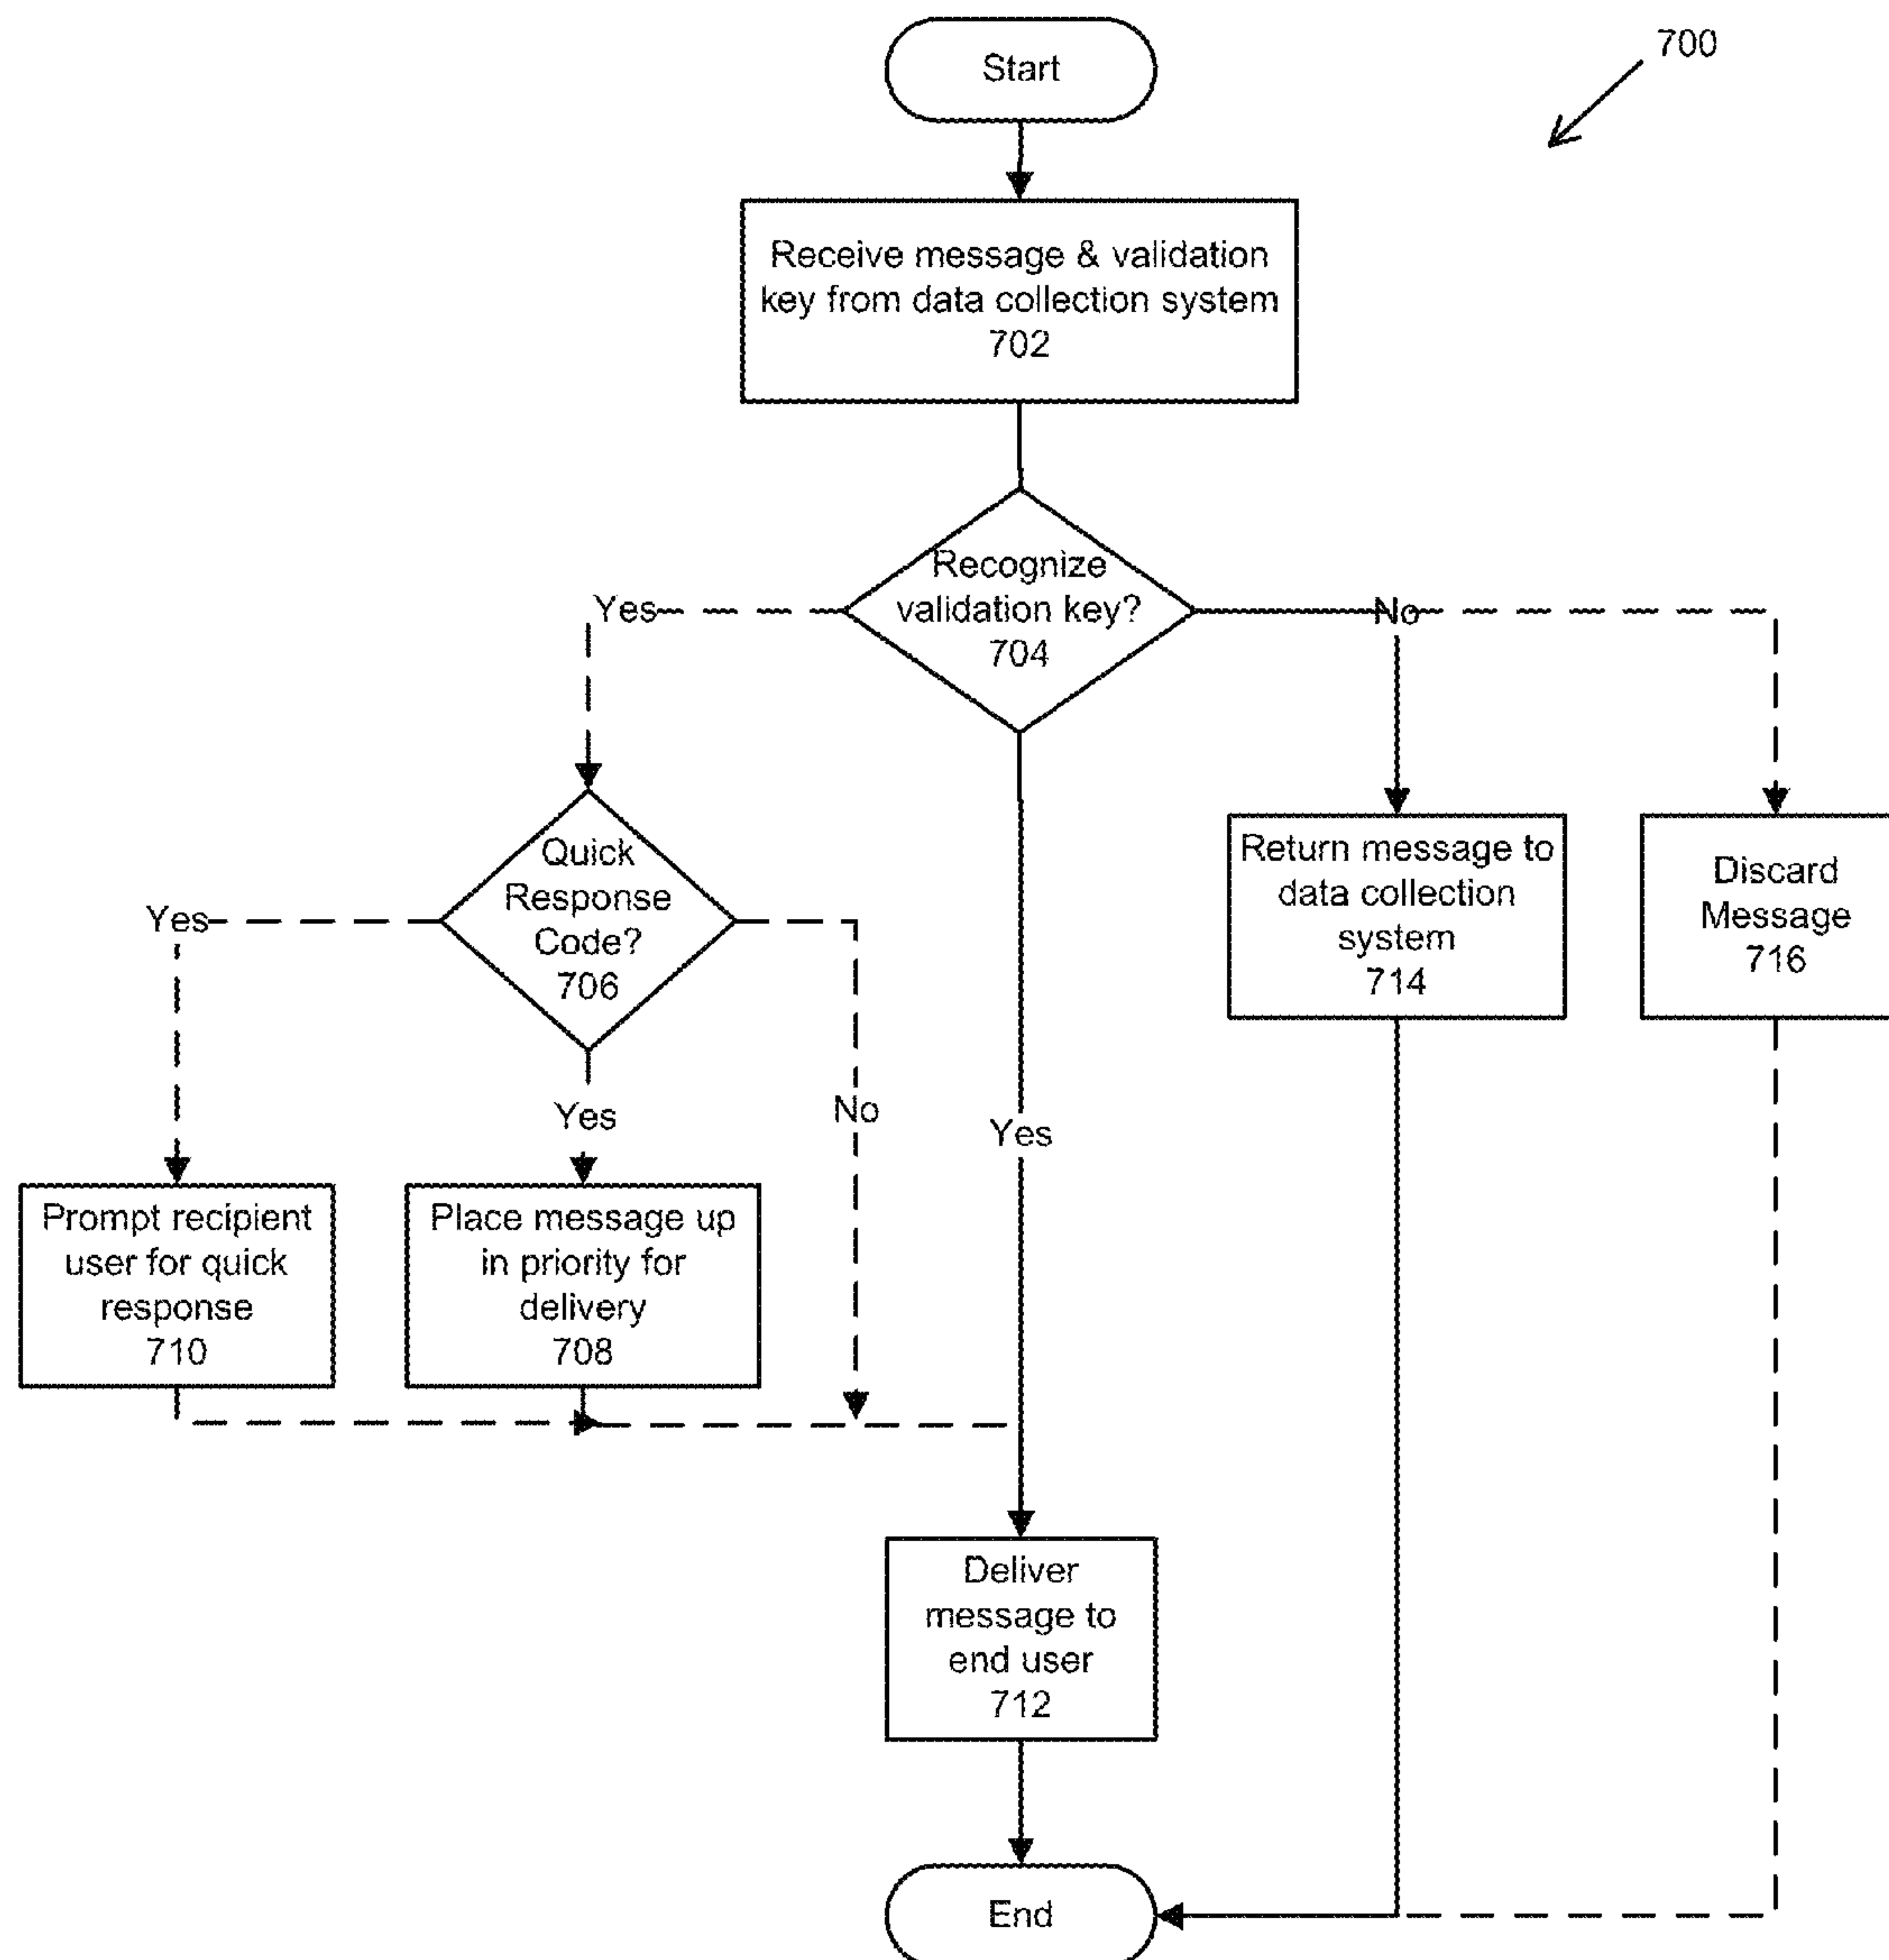 Start
700
Receive message & validation
key from data collection system
702
Recognize
validation key?
704
Yes
No
Quick
Response
Code?
706
Yes
Yes
No
Yes
Return message to
data collection
system
714
Discard
Message
716
Prompt recipient
user for quick
response
710
Place message up
in priority for
delivery
708
Deliver
message to
end user
712
End